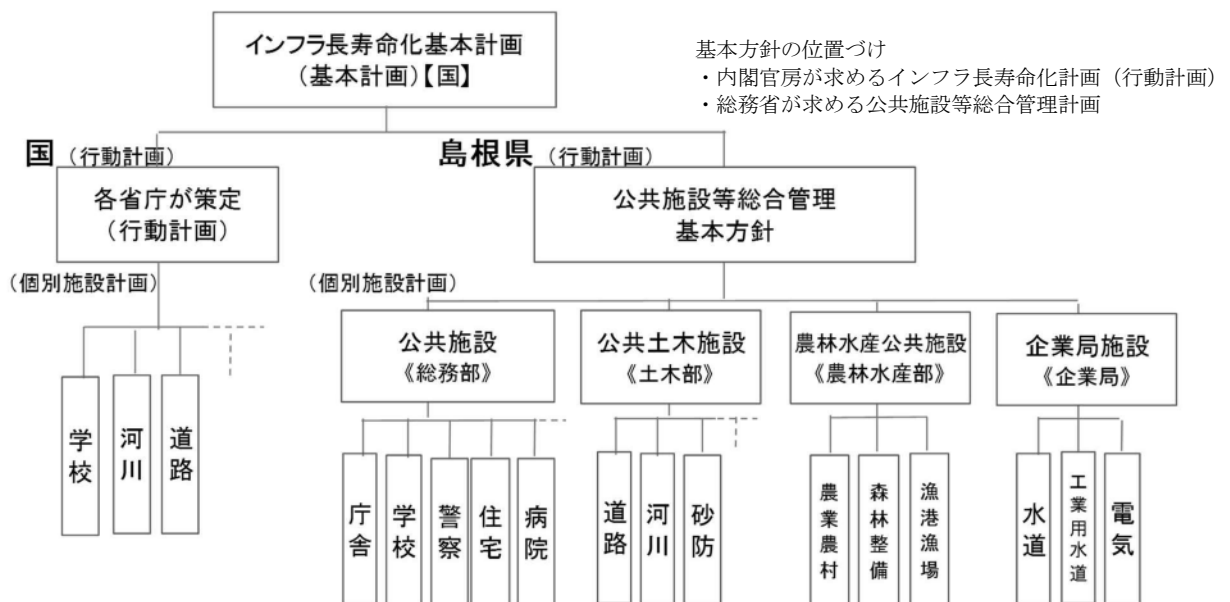 インフラ長寿命化基本計画
(基本計画)【国】
基本方針の位置づけ
・内閣官房が求めるインフラ長寿命化計画（行動計画）
・総務省が求める公共施設等総合管理計画
国（行動計画）
島根県（行動計画）
各省庁が策定
（行動計画）
公共施設等総合管理
基本方針
（個別施設計画）
（個別施設計画）
公共施設
《総務部》
公共土木施設
《土木部》
農林水産公共施設
《農林水産部》
企業局施設
《企業局》
学校
河川
道路
庁舎
学校
警察
住宅
病院
道路
河川
砂防
農業農村
森林整備
漁港漁場
水道
工業用水道
電気